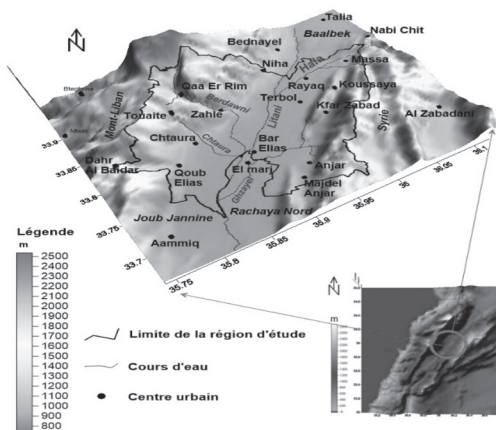 N
Talia
Baalbek
Nabi Chit
Bednayel
Niha
Hafia
Massa
Rayaq
Koussaya
Qaa Er Rim
Berdawni
Litani
Terbol
Kfar Zabad
Syrie
Al Zabadani
Mont-Liban
Touaite
Zahlé
Chtaura
Chtaura
Bar
Elias
Dahr
Al Baidar
Qoub
Elias
El marj
Anjar
Ghzayel
Majdel
Anjar
Joub Jannine
Rachaya Nord
Aammiq
33.9
33.85
33.8
33.75
33.7
35.75
35.8
35.85
35.9
35.95
36
36.05
36.1
Légende
m
2500
2400
2300
2200
2100
2000
1900
1800
1700
1600
1500
1400
1300
1200
1100
1000
900
800
Limite de la région d'étude
Cours d'eau
Centre urbain
N
m